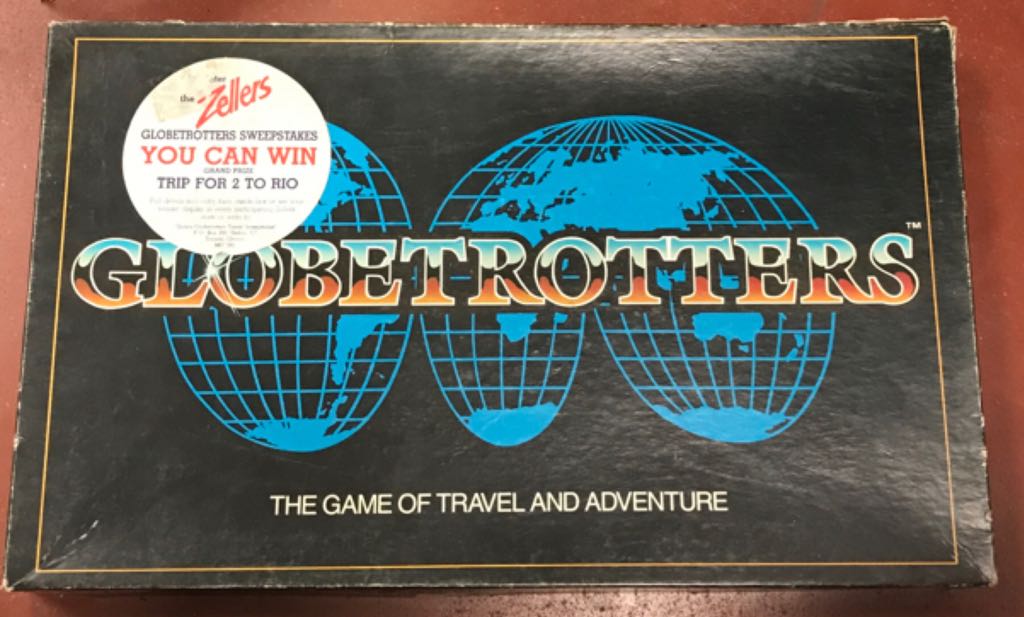 the Zellers
GLOBETROTTERS SWEEPSTAKES
YOU CAN WIN
GRAND PRIZE
TRIP FOR 2 TO RIO
GLOBETROTTERS™
THE GAME OF TRAVEL AND ADVENTURE